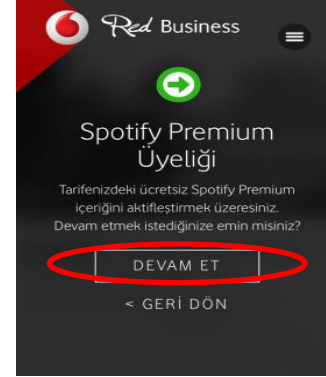 Red Business
Spotify Premium
Üyeliği
Tarifenizdeki ücretsiz Spotify Premium
içeriğini aktifleştirmek üzeresiniz.
Devam etmek istediğinize emin misiniz?
DEVAM ET
< GERİ DÖN